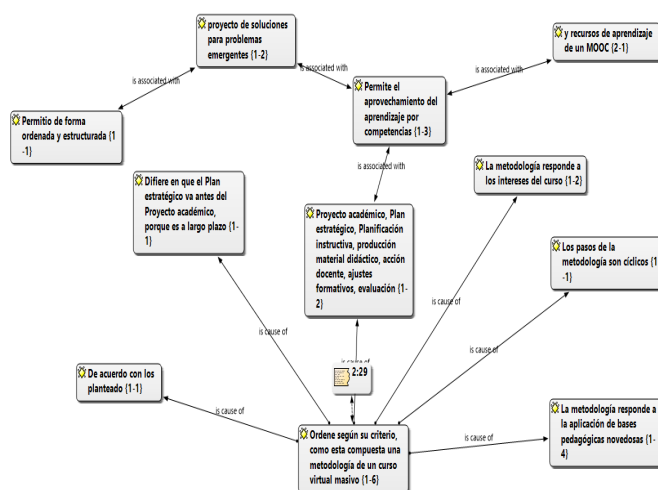 proyecto de soluciones
para problemas
emergentes {1-2}
y recursos de aprendizaje
de un MOOC {2-1}
is associated with
is associated with
is associated with
Permite el
aprovechamiento del
aprendizaje por
competencias {1-3}
Permitio de forma
ordenada y estructurada {1
-1}
is associated with
La metodología responde a
los intereses del curso {1-2}
Difiere en que el Plan
estratégico va antes del
Proyecto académico,
porque es a largo plazo {1-
1}
Proyecto académico, Plan
estratégico, Planificación
instructiva, producción
material didáctico, acción
docente, ajustes
formativos, evaluación {1-
2}
Los pasos de la
metodología son cíclicos {1
-1}
is cause of
is cause of
is cause of
is cause of
2:29
De acuerdo con los
planteado {1-1}
is cause of
La metodología responde a
la aplicación de bases
pedagógicas novedosas {1-
4}
Ordene según su criterio,
como esta compuesta una
metodología de un curso
virtual masivo {1-6}
is cause of